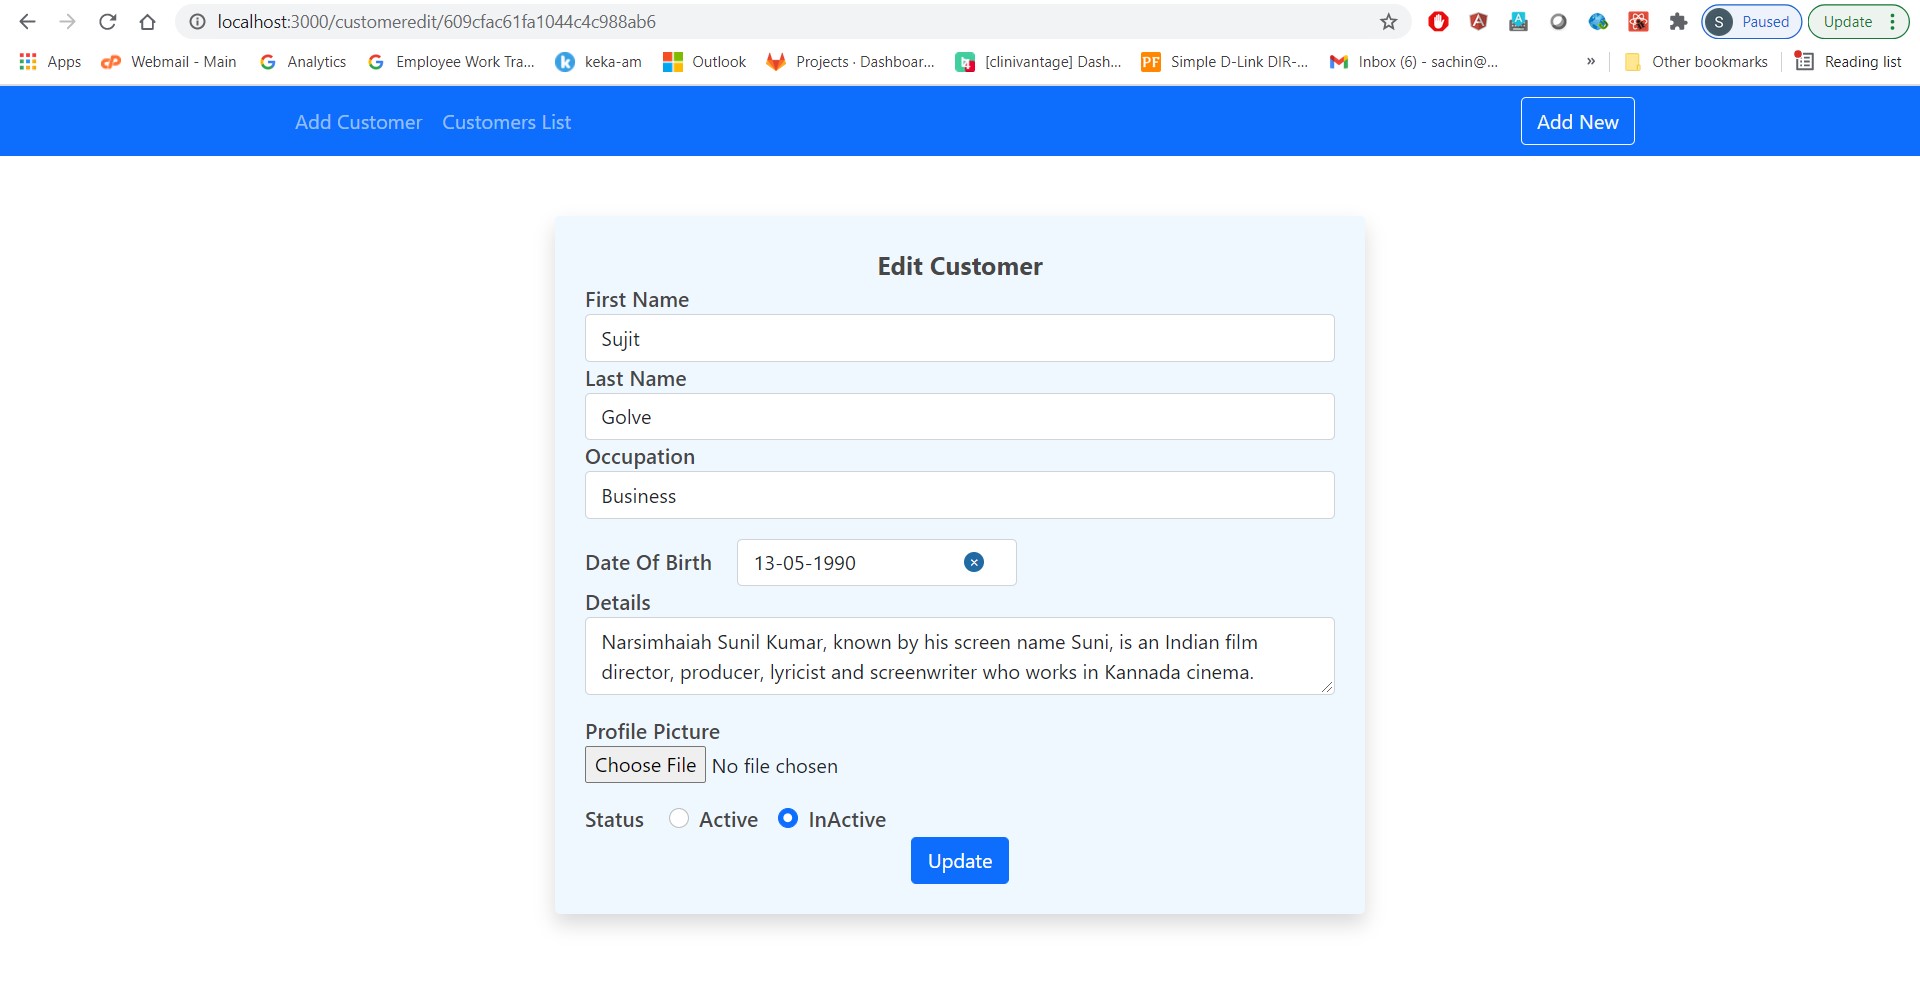 localhost:3000/customeredit/609cfac61fa1044c4c988ab6
S Paused Update
Apps cP Webmail - Main Analytics Employee Work Tra... k keka-am Outlook Projects · Dashboar... [clinivantage] Dash... PF Simple D-Link DIR-... Inbox (6) - sachin@... » Other bookmarks Reading list
Add Customer Customers List Add New
Edit Customer
First Name
Sujit
Last Name
Golve
Occupation
Business
Date Of Birth 13-05-1990
Details
Narsimhaiah Sunil Kumar, known by his screen name Suni, is an Indian film
director, producer, lyricist and screenwriter who works in Kannada cinema.
Profile Picture
Choose File No file chosen
Status Active InActive
Update